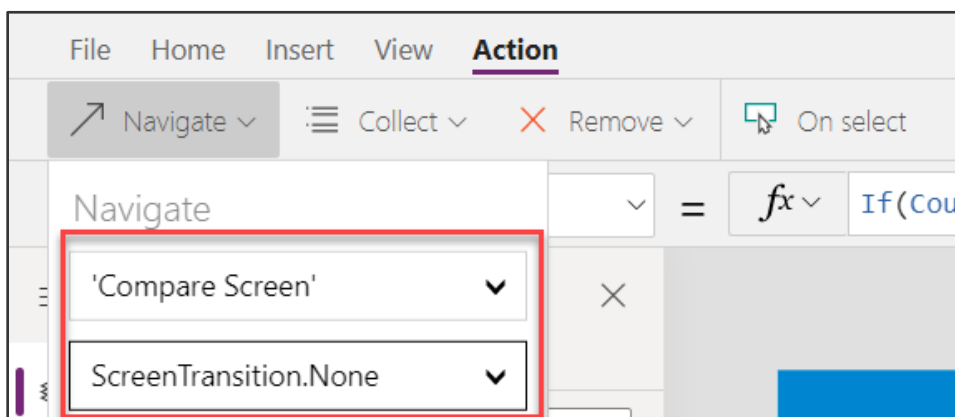 File Home Insert View Action
Navigate Collect Remove On select
Navigate
= fx If(Cou
'Compare Screen'
ScreenTransition.None